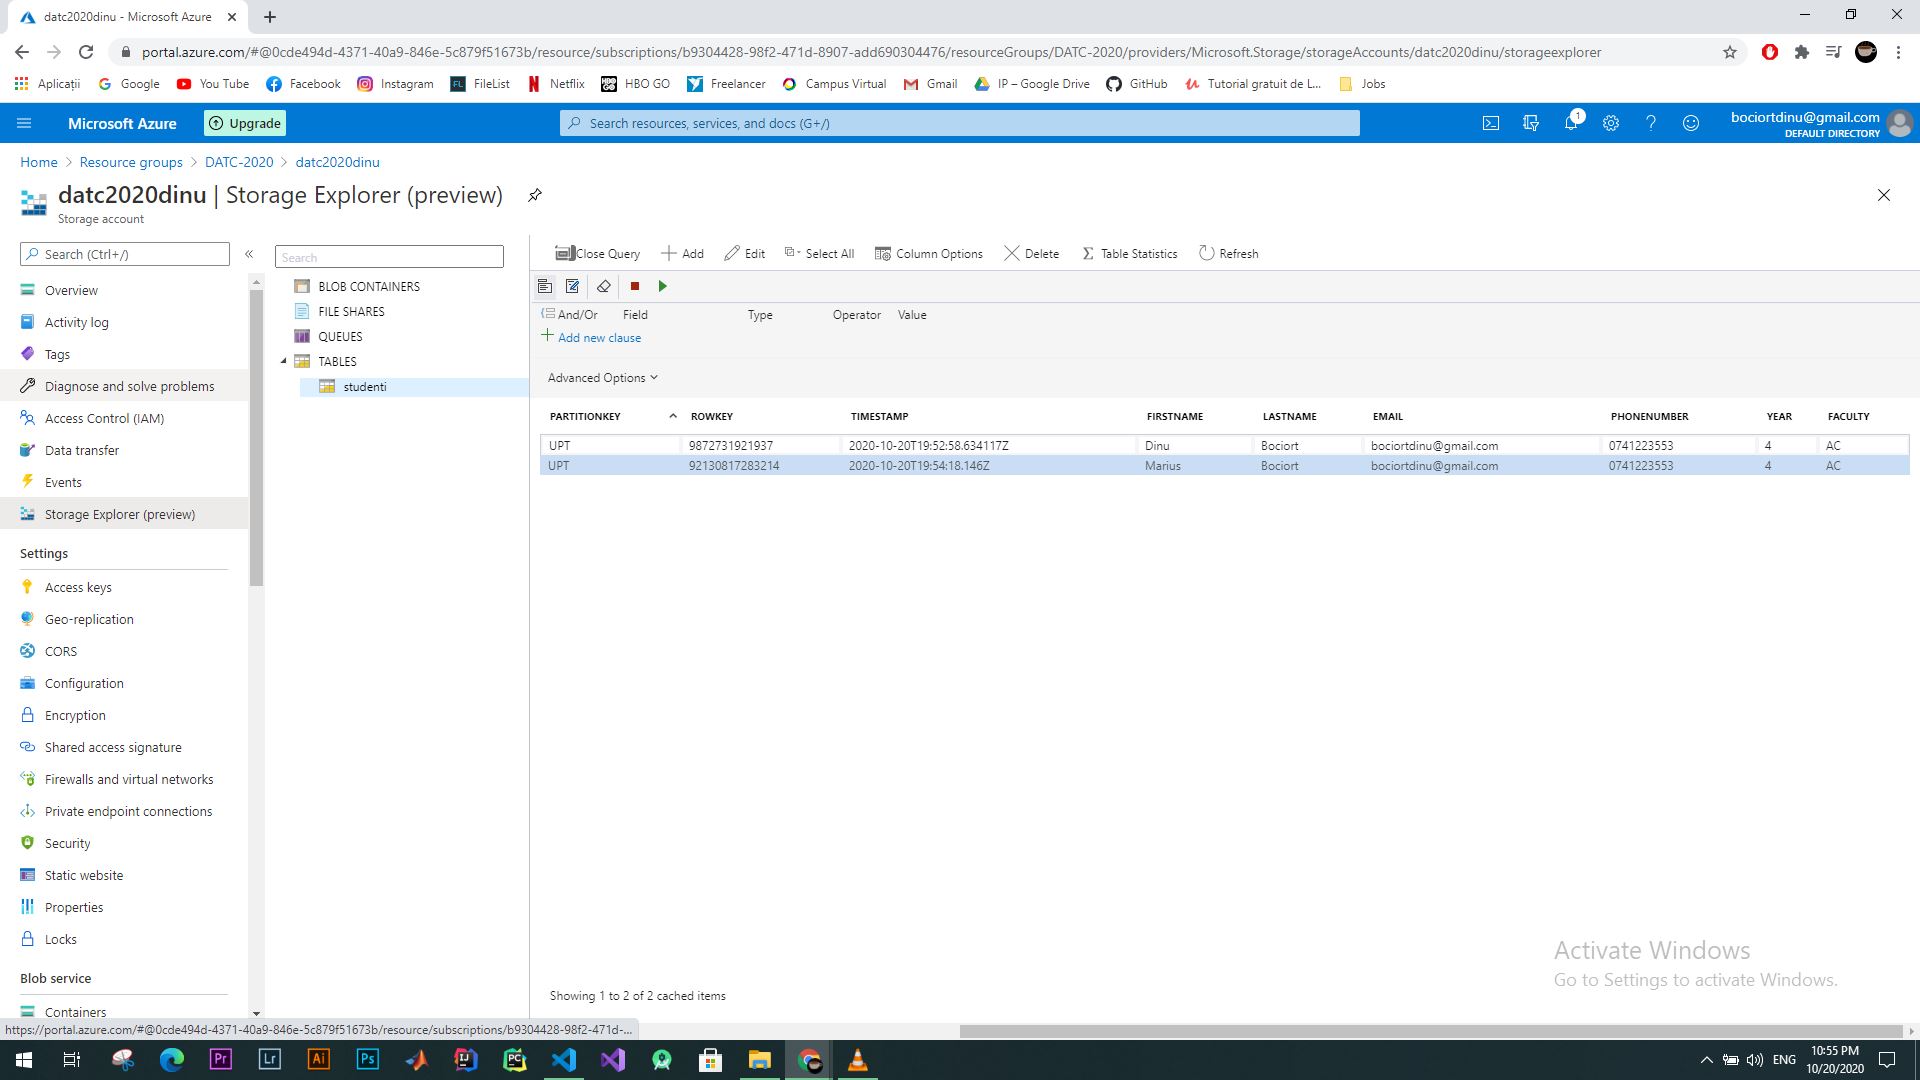 datc2020dinu - Microsoft Azure
portal.azure.com/#@0cde494d-4371-40a9-846e-5c879f51673b/resource/subscriptions/b9304428-98f2-471d-8907-add690304476/resourceGroups/DATC-2020/providers/Microsoft.Storage/storageAccounts/datc2020dinu/storageexplorer
Aplicații Google You Tube Facebook Instagram FileList Netflix HBO GO Freelancer Campus Virtual Gmail IP – Google Drive GitHub Tutorial gratuit de L... Jobs
Microsoft Azure Upgrade Search resources, services, and docs (G+/) 1 bociortdinu@gmail.com
DEFAULT DIRECTORY
Home > Resource groups > DATC-2020 > datc2020dinu
datc2020dinu | Storage Explorer (preview)
Storage account
Search (Ctrl+/)
Overview
Activity log
Tags
Diagnose and solve problems
Access Control (IAM)
Data transfer
Events
Storage Explorer (preview)
Settings
Access keys
Geo-replication
CORS
Configuration
Encryption
Shared access signature
Firewalls and virtual networks
Private endpoint connections
Security
Static website
Properties
Locks
Blob service
Containers
Search
BLOB CONTAINERS
FILE SHARES
QUEUES
TABLES
studenti
Close Query Add Edit Select All Column Options Delete Table Statistics Refresh
And/Or Field Type Operator Value
Add new clause
Advanced Options
PARTITIONKEY ROWKEY TIMESTAMP FIRSTNAME LASTNAME EMAIL PHONENUMBER YEAR FACULTY
UPT 9872731921937 2020-10-20T19:52:58.634117Z Dinu Bociort bociortdinu@gmail.com 0741223553 4 AC
UPT 92130817283214 2020-10-20T19:54:18.146Z Marius Bociort bociortdinu@gmail.com 0741223553 4 AC
Showing 1 to 2 of 2 cached items
Activate Windows
Go to Settings to activate Windows.
https://portal.azure.com/#@0cde494d-4371-40a9-846e-5c879f51673b/resource/subscriptions/b9304428-98f2-471d-...
Pr Lr Ai Ps IJ PC ENG 10:55 PM
10/20/2020